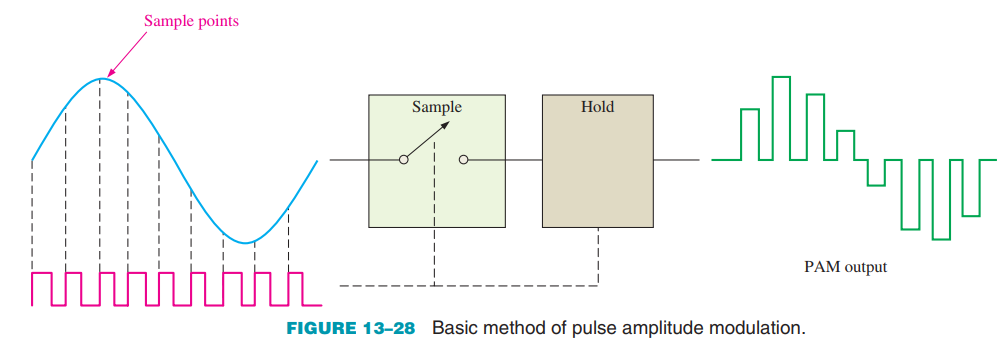 Sample points
Sample
Hold
PAM output
FIGURE 13–28 Basic method of pulse amplitude modulation.